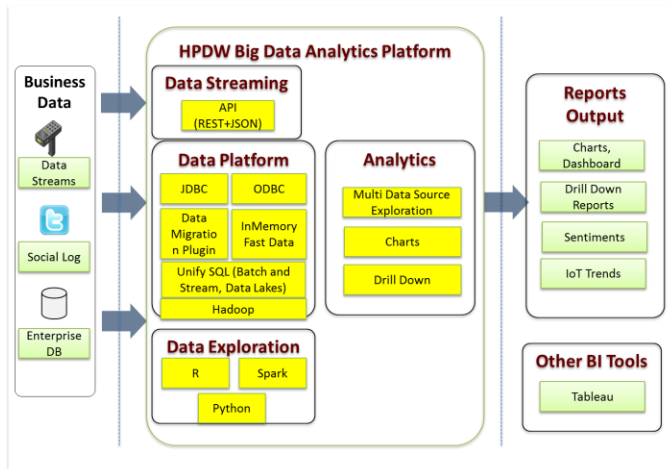 HPDW Big Data Analytics Platform
Business
Data
Data
Streams
Social Log
Enterprise
DB
Data Streaming
API
(REST+JSON)
Data Platform
JDBC
ODBC
Data
Migratio
n Plugin
InMemory
Fast Data
Unify SQL (Batch and
Stream, Data Lakes)
Hadoop
Data Exploration
R
Spark
Python
Analytics
Multi Data Source
Exploration
Charts
Drill Down
Reports
Output
Charts,
Dashboard
Drill Down
Reports
Sentiments
IoT Trends
Other BI Tools
Tableau